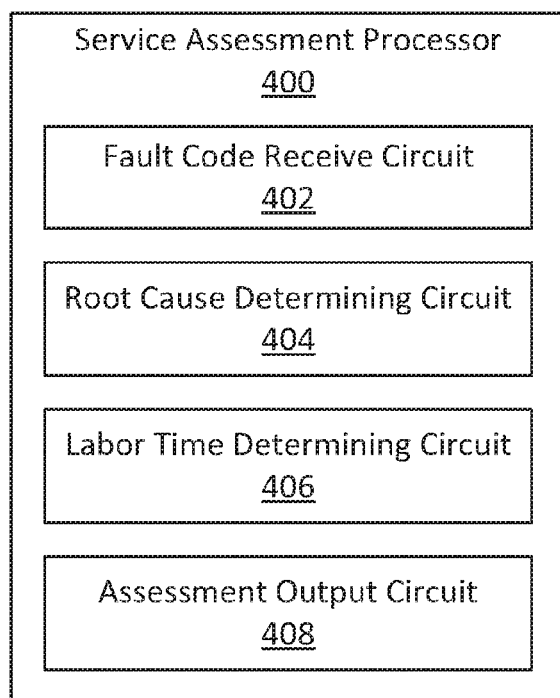 Service Assessment Processor
400
Fault Code Receive Circuit
402
Root Cause Determining Circuit
404
Labor Time Determining Circuit
406
Assessment Output Circuit
408